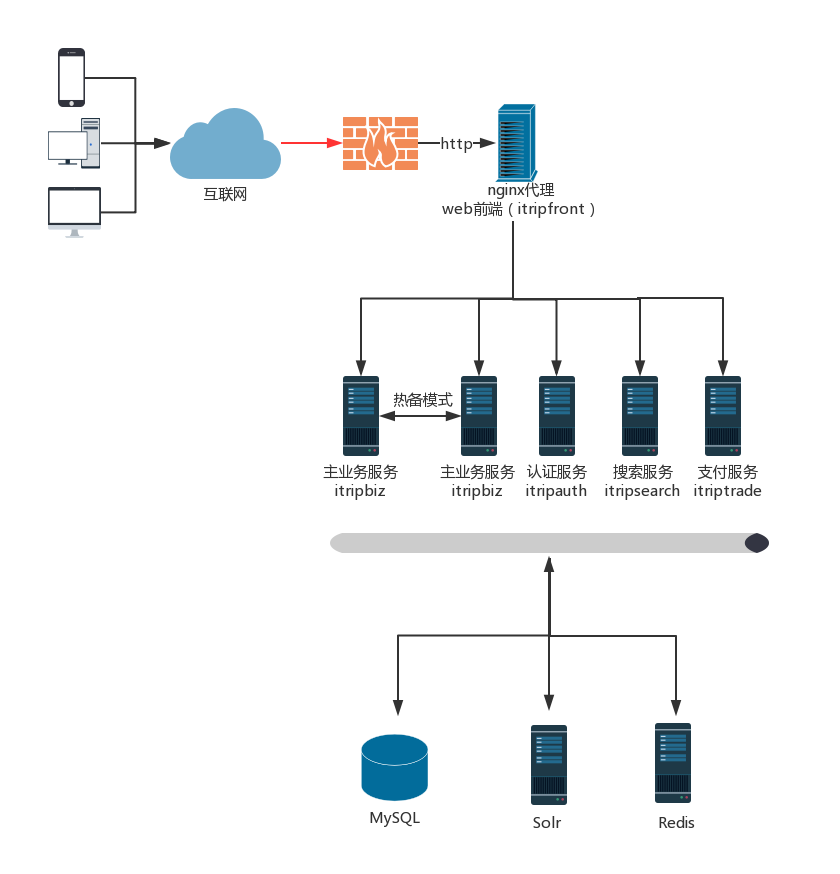 互联网
http
nginx代理
web前端（itripfront）
热备模式
主业务服务
itripbiz
主业务服务
itripbiz
认证服务
itripauth
搜索服务
itripsearch
支付服务
itriptrade
MySQL
Solr
Redis